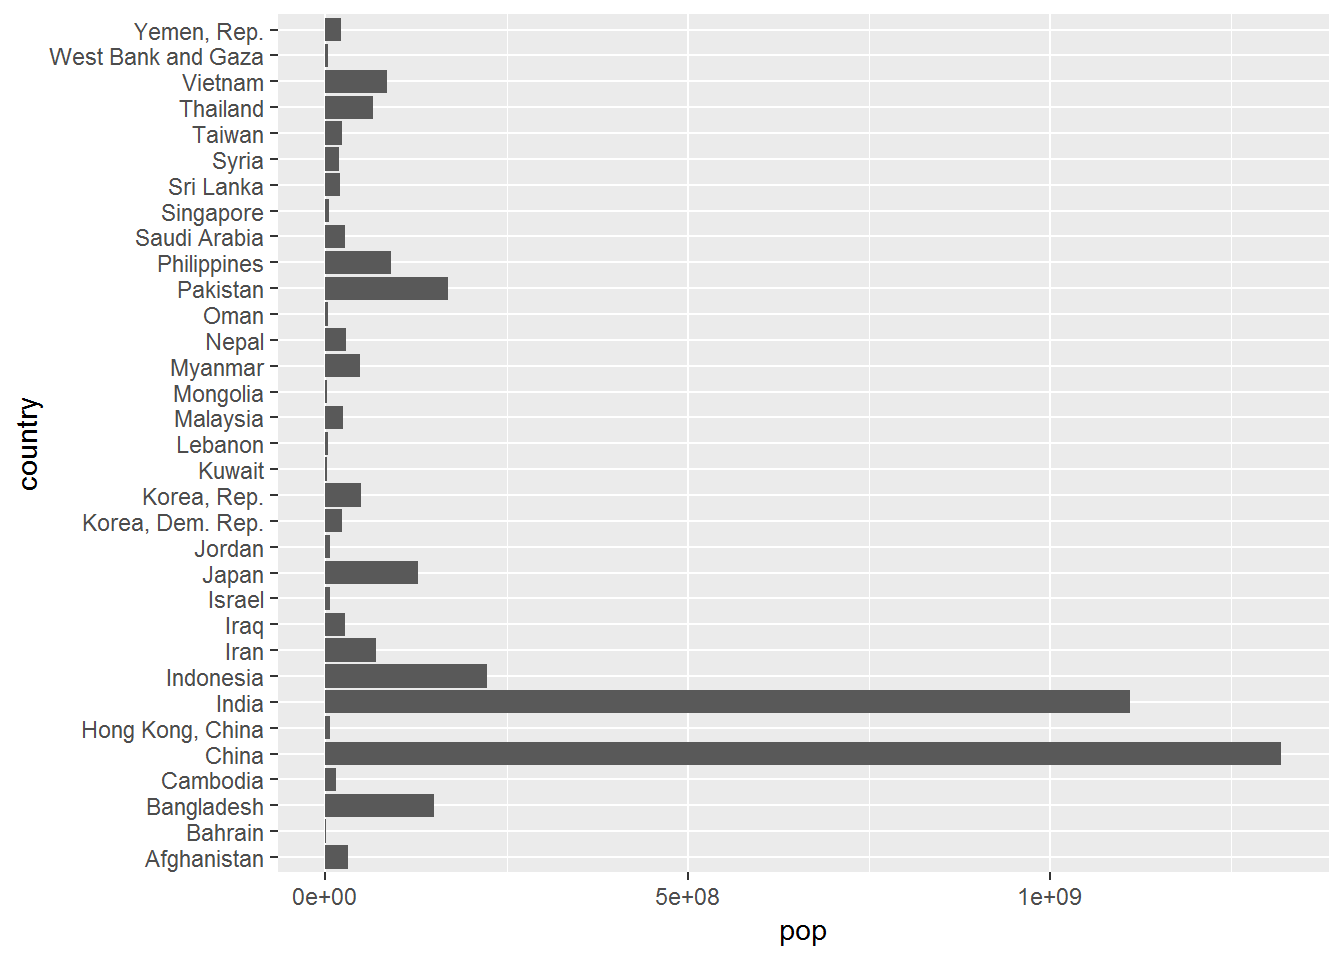 Yemen, Rep.
West Bank and Gaza
Vietnam
Thailand
Taiwan
Syria
Sri Lanka
Singapore
Saudi Arabia
Philippines
Pakistan
Oman
Nepal
Myanmar
Mongolia
Malaysia
Lebanon
Kuwait
Korea, Rep.
Korea, Dem. Rep.
Jordan
Japan
Israel
Iraq
Iran
Indonesia
India
Hong Kong, China
China
Cambodia
Bangladesh
Bahrain
Afghanistan
country
0e+00 5e+08 1e+09
pop